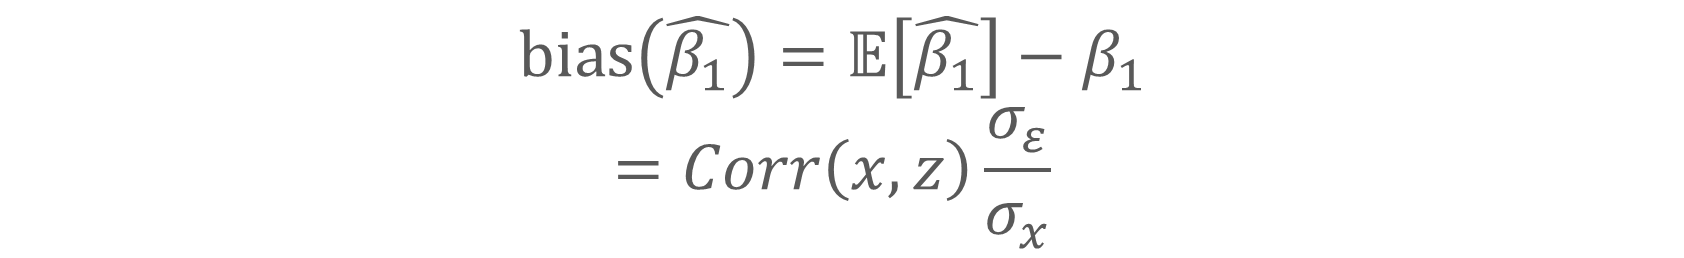 bias(β̂₁) = 𝔼[β̂₁] − β₁
= Corr(x, z) σ_ε / σ_x